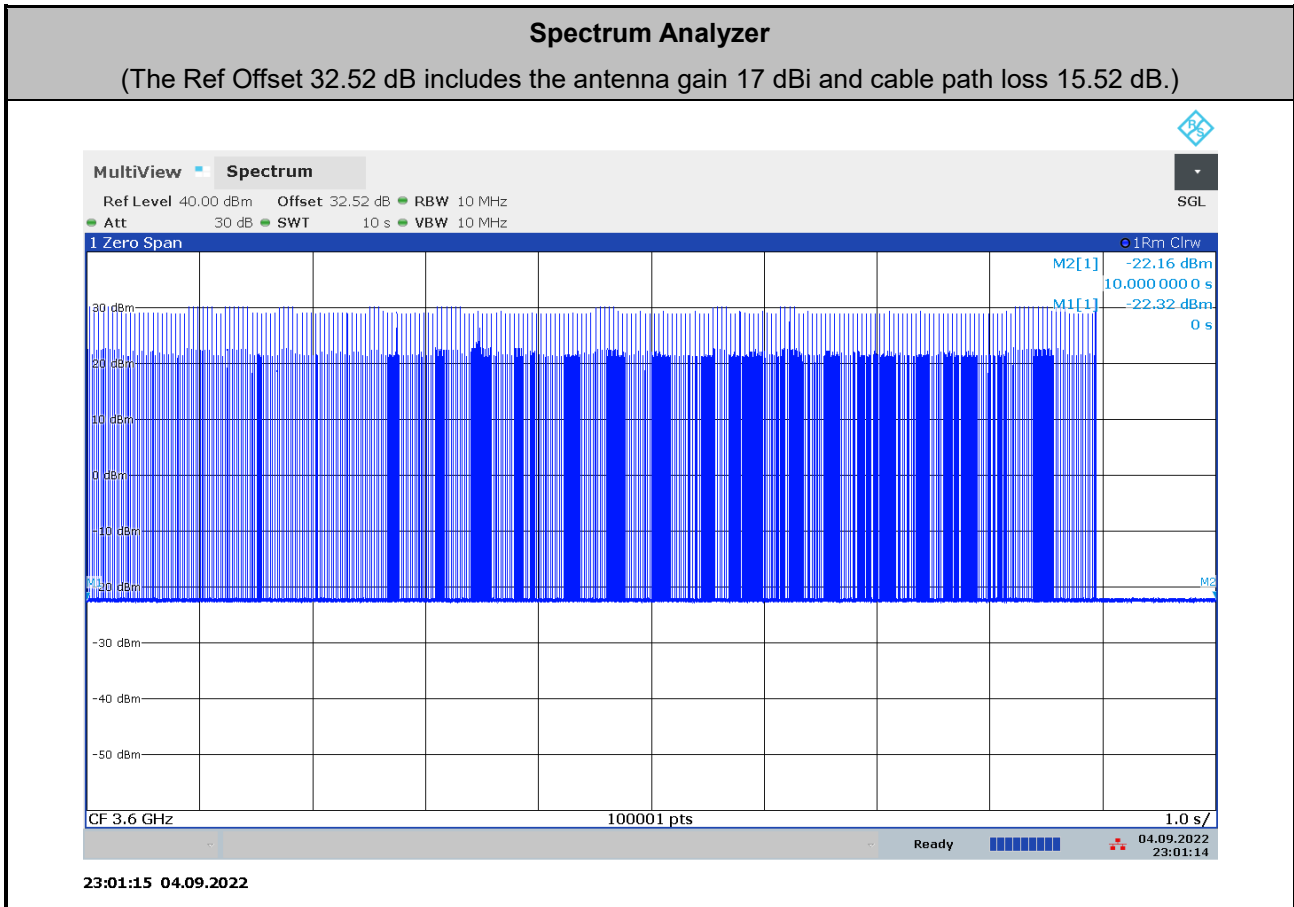 Spectrum Analyzer
(The Ref Offset 32.52 dB includes the antenna gain 17 dBi and cable path loss 15.52 dB.)
R&S
MultiView Spectrum
Ref Level 40.00 dBm Offset 32.52 dB RBW 10 MHz SGL
Att 30 dB SWT 10 s VBW 10 MHz
1 Zero Span 1Rm Clrw
M2[1] -22.16 dBm
10.000 000 0 s
M1[1] -22.32 dBm
0 s
30 dBm
20 dBm
10 dBm
0 dBm
-10 dBm
M1 -20 dBm M2
-30 dBm
-40 dBm
-50 dBm
CF 3.6 GHz 100001 pts 1.0 s/
Ready 04.09.2022
23:01:14
23:01:15 04.09.2022